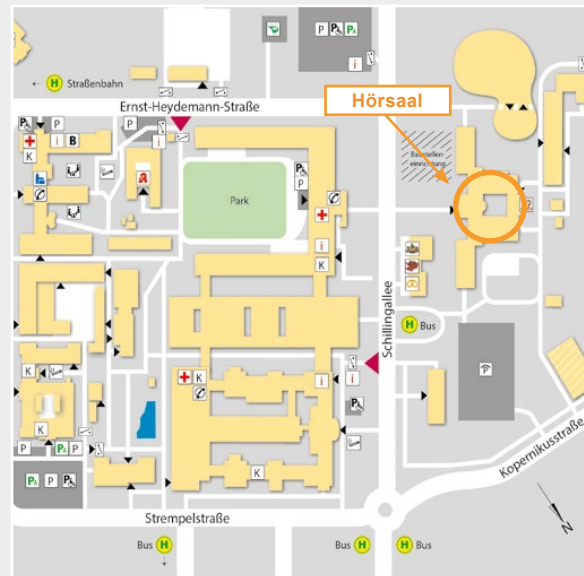 P P P
i
← H Straßenbahn
Ernst-Heydemann-Straße
Hörsaal
P P P
i B i
K
Baustellen-
einrichtung
Park
P
P
i
K
Schillingallee
H Bus
K
i i
K
P
P
K
P P P
K
P P P
Kopernikusstraße
N
Strempelstraße
Bus H
H Bus
H Bus